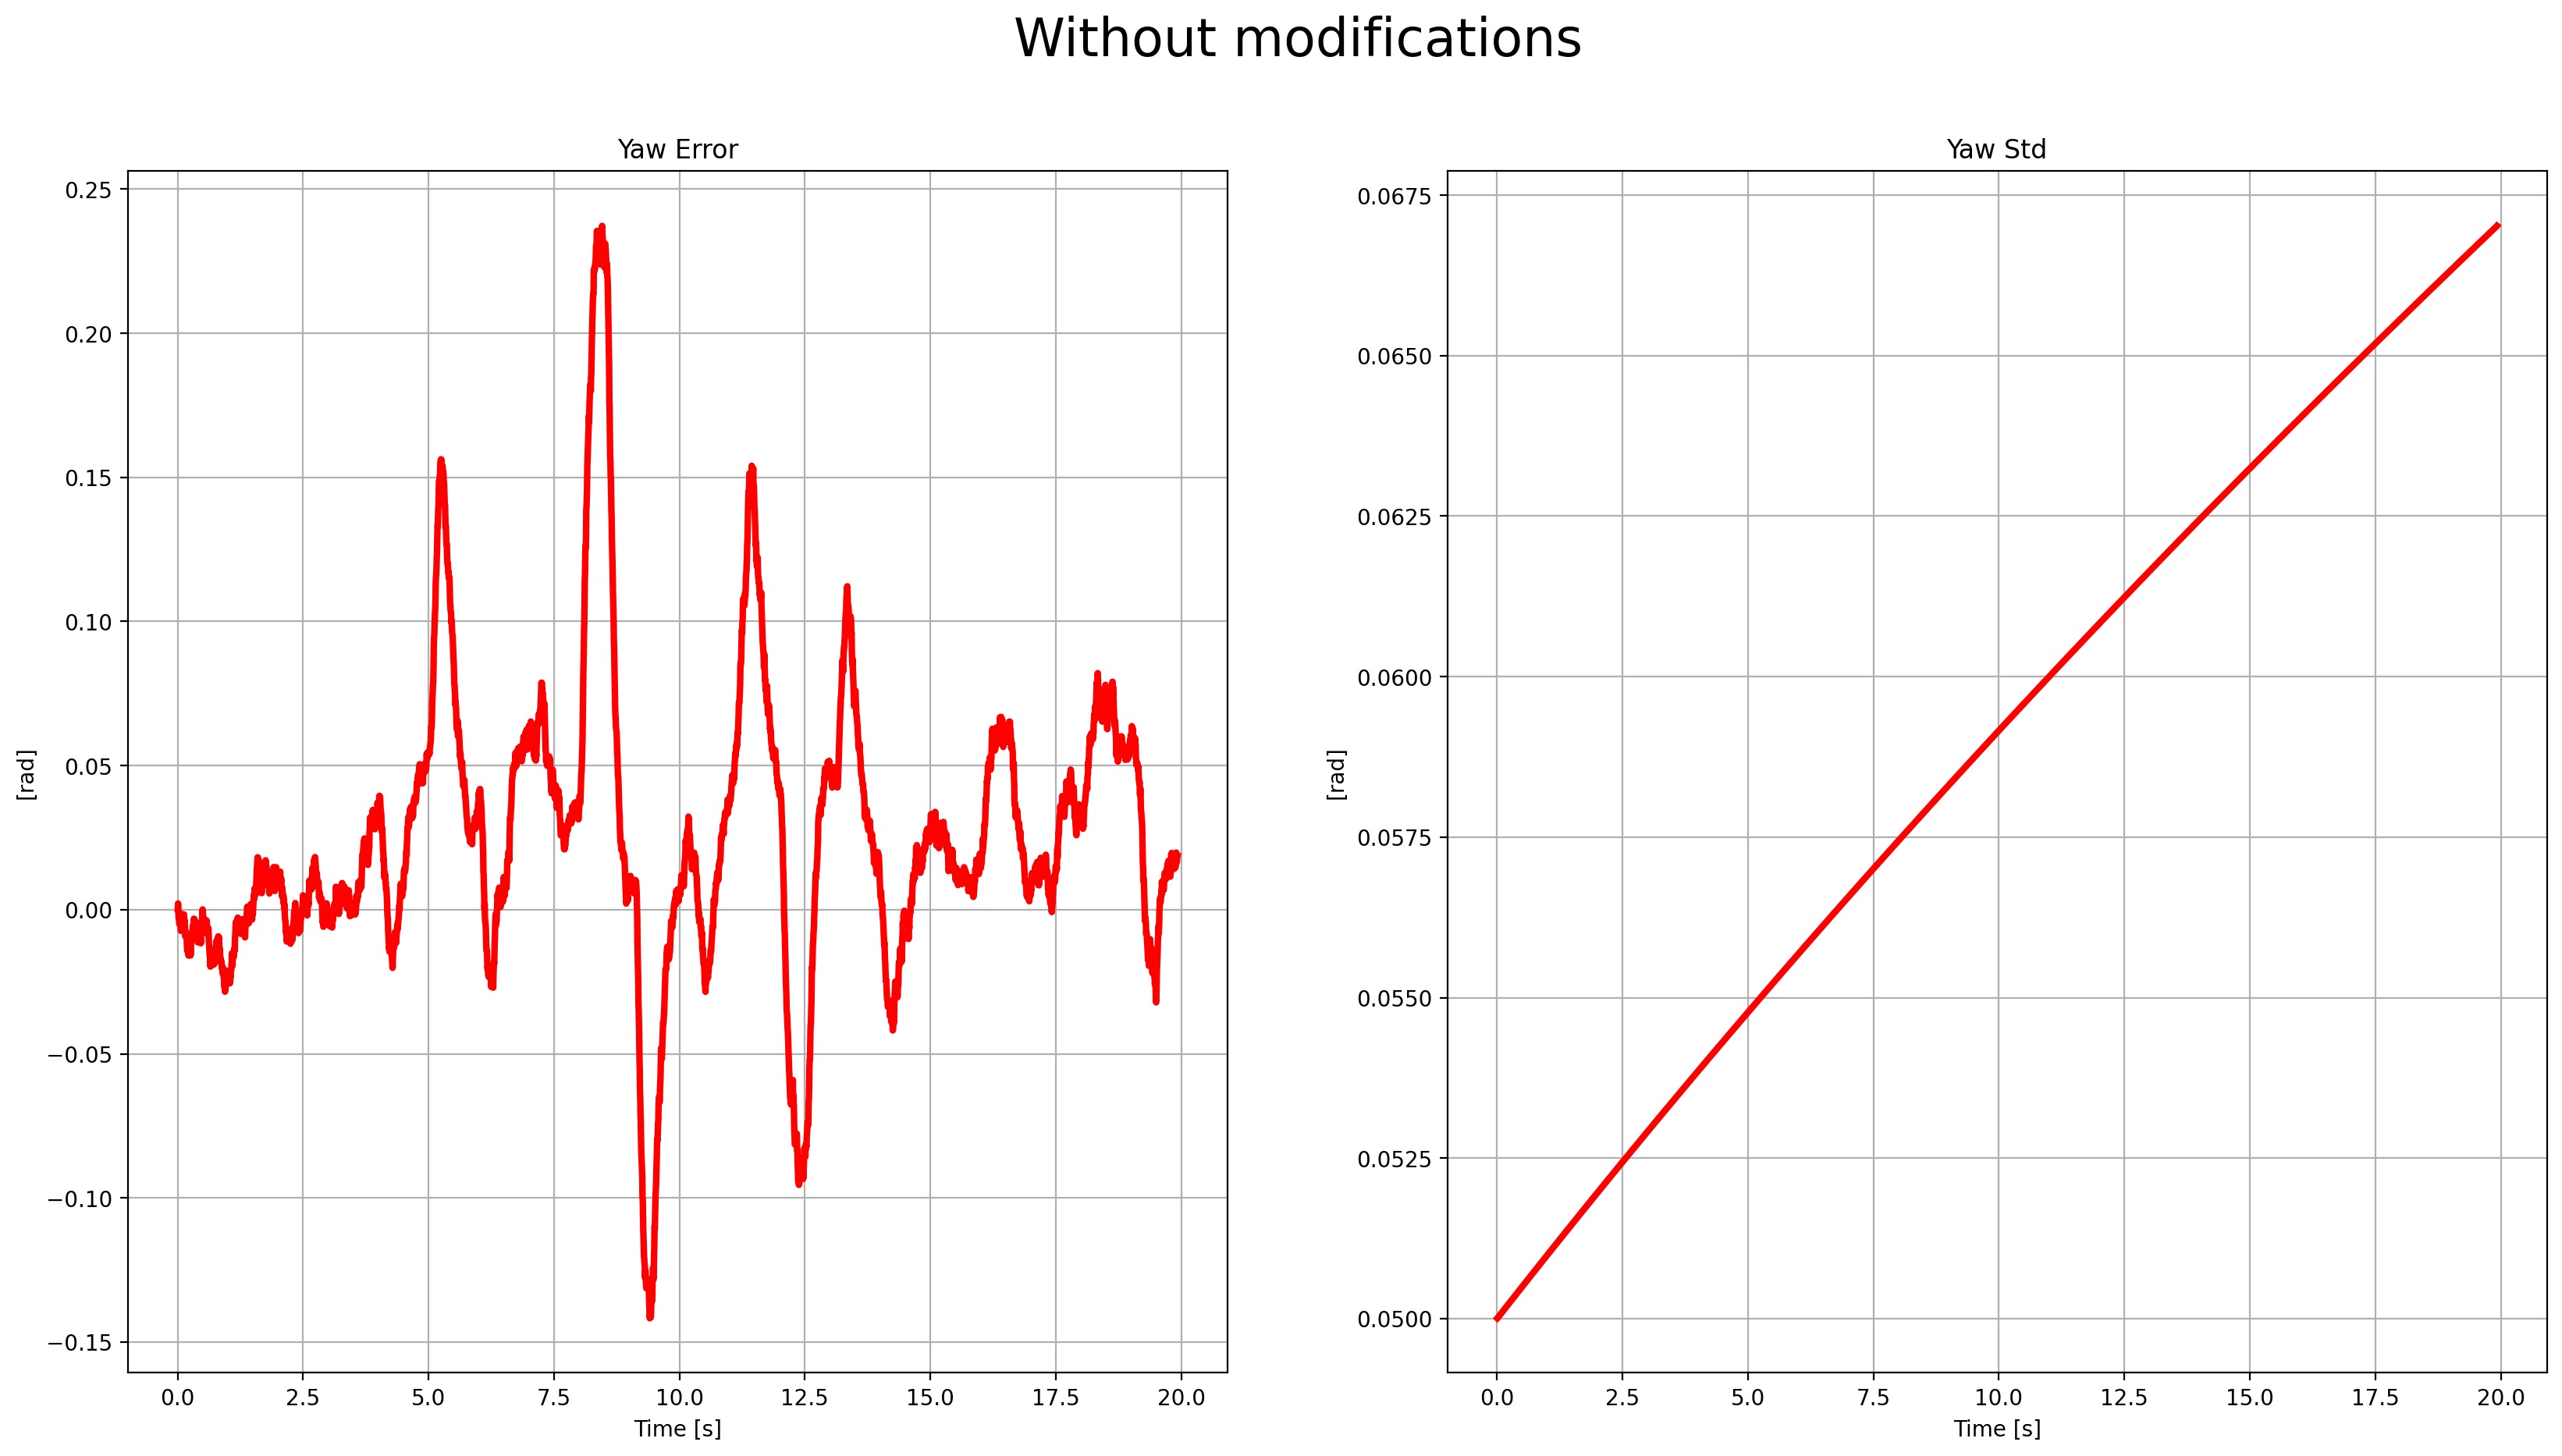 Without modifications
Yaw Error
0.25
0.20
0.15
0.10
0.05
0.00
−0.05
−0.10
−0.15
[rad]
0.0 2.5 5.0 7.5 10.0 12.5 15.0 17.5 20.0
Time [s]
Yaw Std
0.0675
0.0650
0.0625
0.0600
0.0575
0.0550
0.0525
0.0500
[rad]
0.0 2.5 5.0 7.5 10.0 12.5 15.0 17.5 20.0
Time [s]